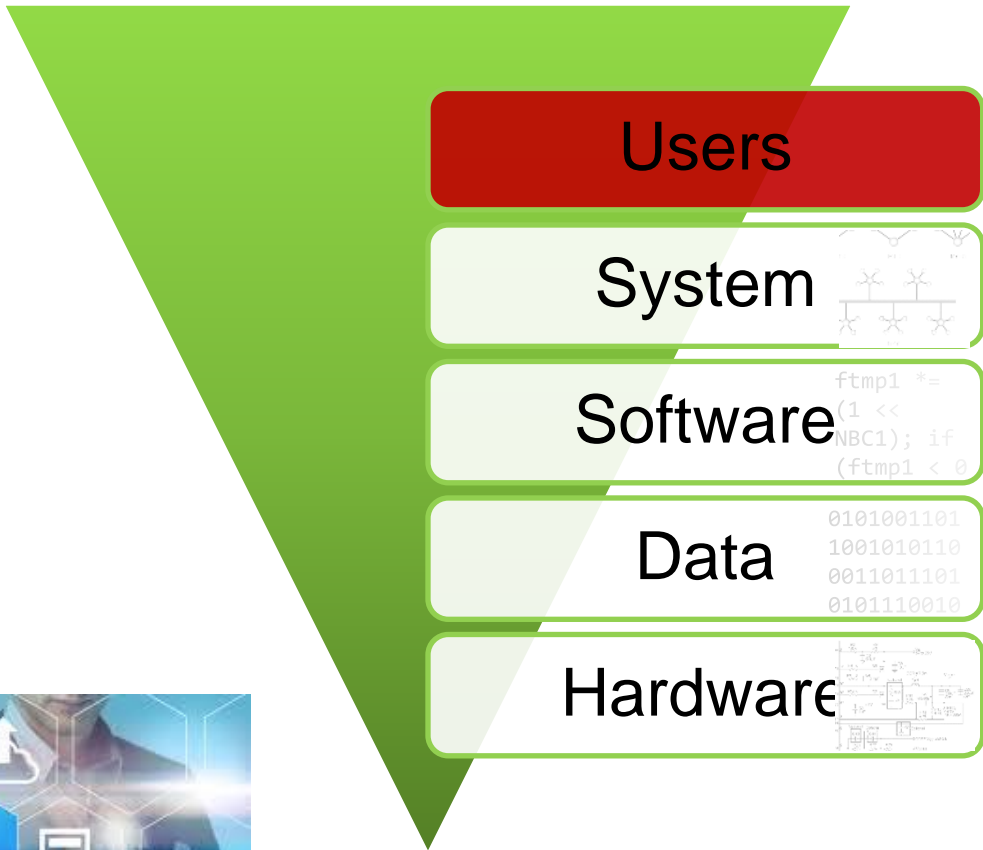 Users
System
Software
ftmp1 *=
(1 <<
NBC1); if
(ftmp1 < 0
Data
0101001101
1001010110
0011011101
0101110010
Hardware